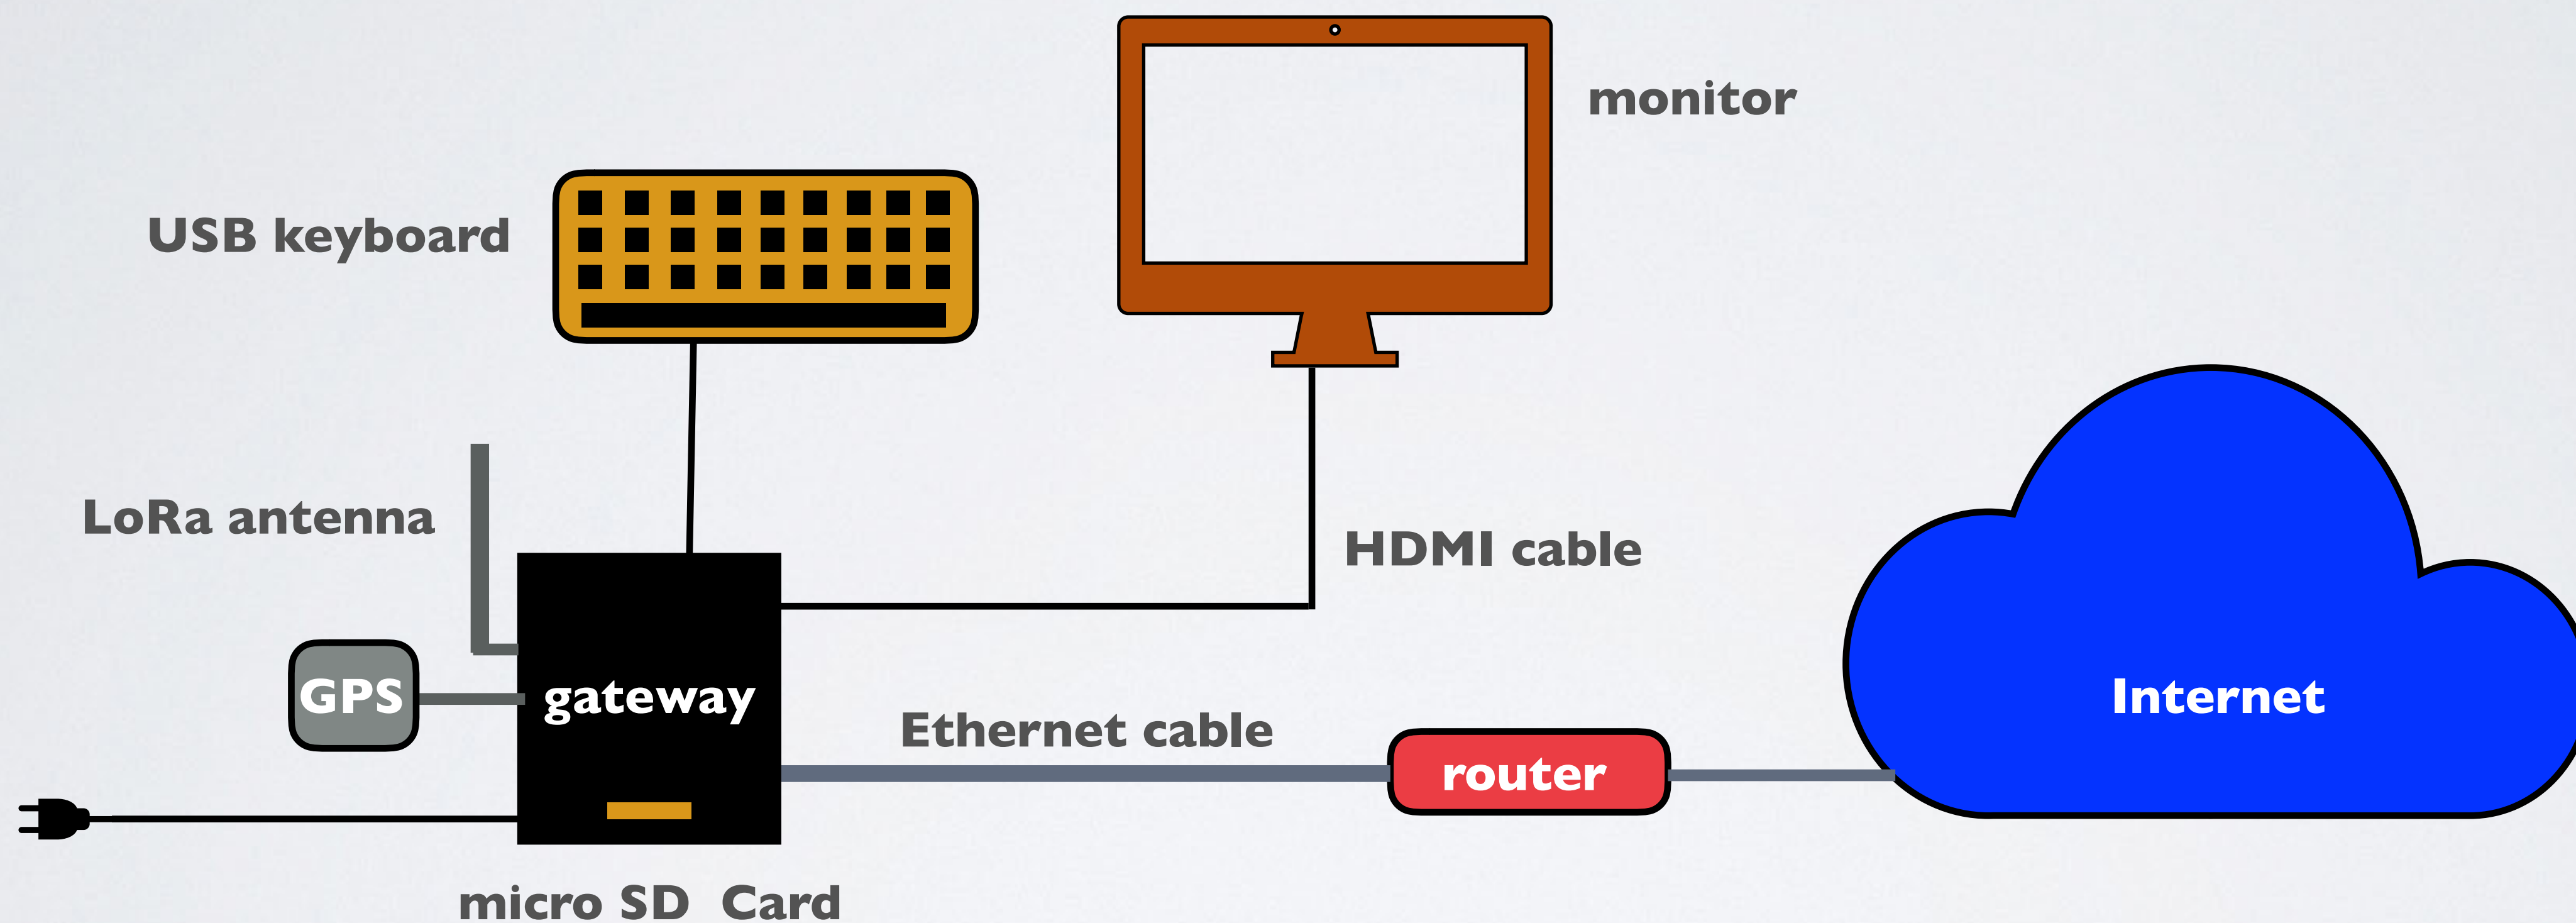 monitor
USB keyboard
LoRa antenna
HDMI cable
GPS
gateway
Internet
Ethernet cable
router
micro SD  Card